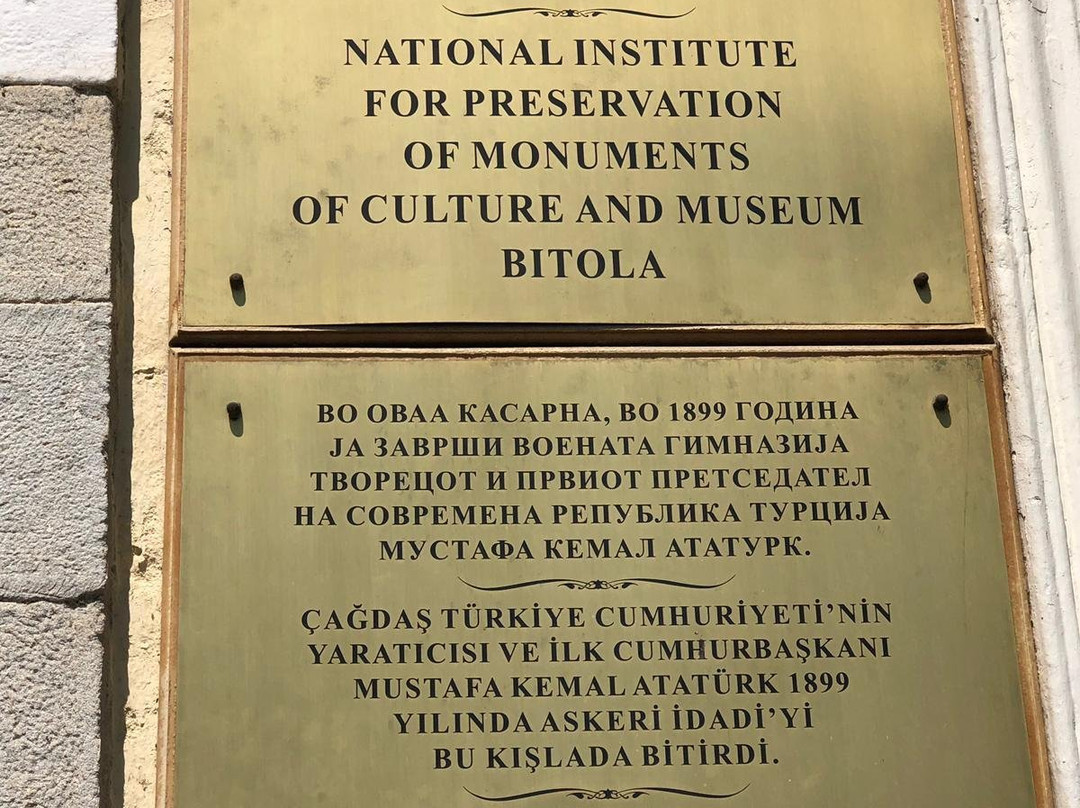 NATIONAL INSTITUTE
FOR PRESERVATION
OF MONUMENTS
OF CULTURE AND MUSEUM
BITOLA
ВО ОВАА КАСАРНА, ВО 1899 ГОДИНА
ЈА ЗАВРШИ ВОЕНАТА ГИМНАЗИЈА
ТВОРЕЦОТ И ПРВИОТ ПРЕТСЕДАТЕЛ
НА СОВРЕМЕНА РЕПУБЛИКА ТУРЦИЈА
МУСТАФА КЕМАЛ АТАТУРК.
ÇAĞDAŞ TÜRKİYE CUMHURİYETİ’NİN
YARATICISI VE İLK CUMHURBAŞKANI
MUSTAFA KEMAL ATATÜRK 1899
YILINDA ASKERİ İDADİ’Yİ
BU KIŞLADA BİTİRDİ.